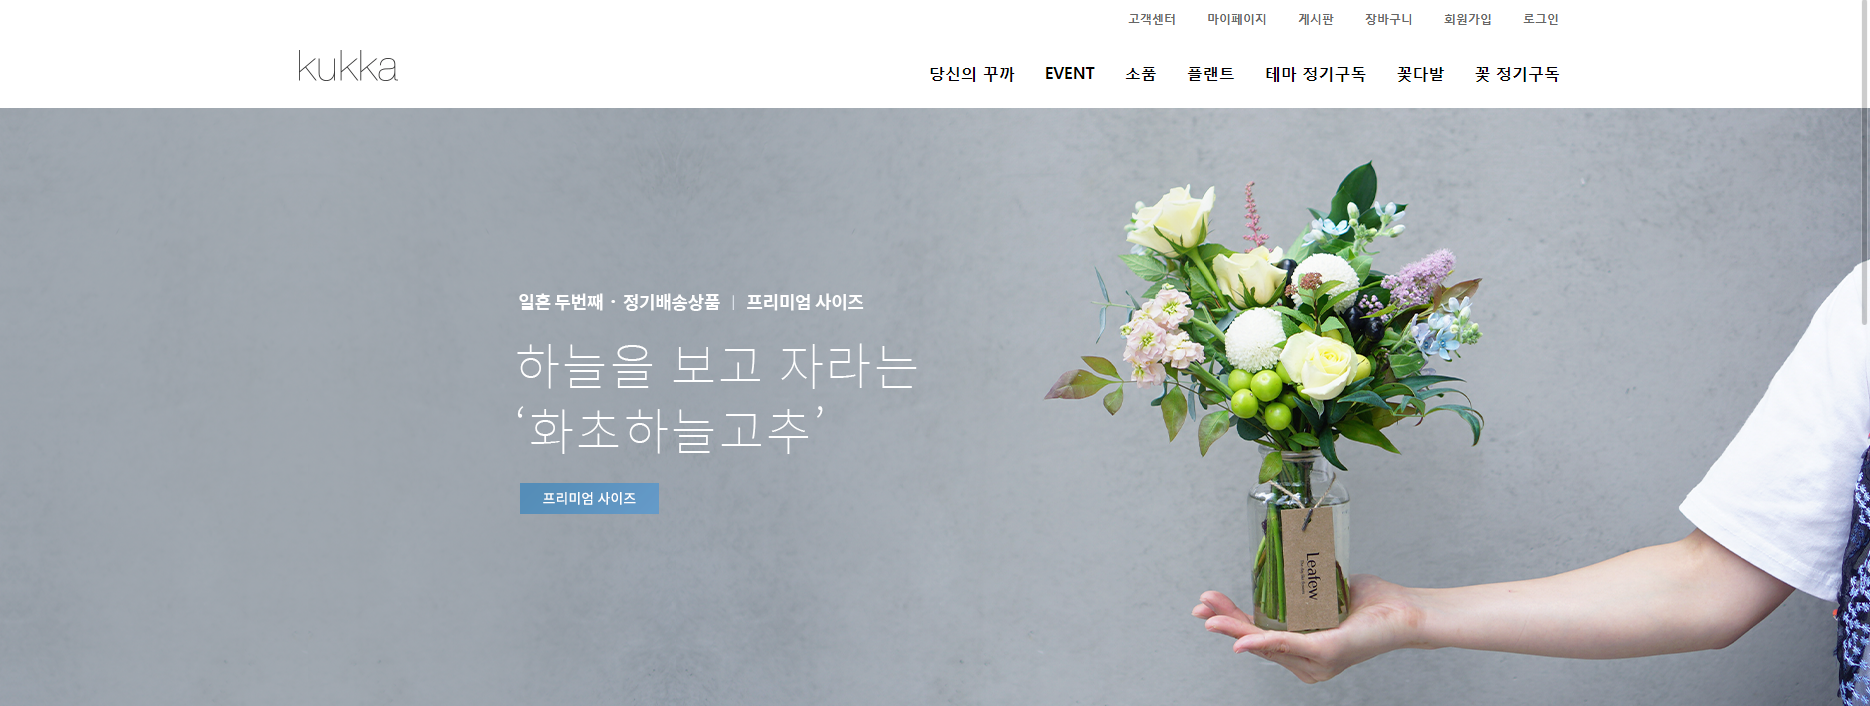 고객센터 마이페이지 게시판 장바구니 회원가입 로그인
kukka
당신의 꾸까 EVENT 소품 플랜트 테마 정기구독 꽃다발 꽃 정기구독
일혼 두번째 · 정기배송상품 | 프리미엄 사이즈
하늘을 보고 자라는
‘화초하늘고추’
프리미엄 사이즈
Leafew